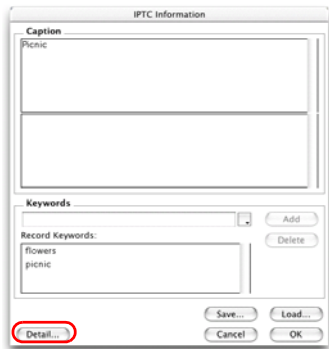 IPTC Information
Caption
Picnic
Keywords
Add
Record Keywords:
Delete
flowers
picnic
Save...
Load...
Detail...
Cancel
OK